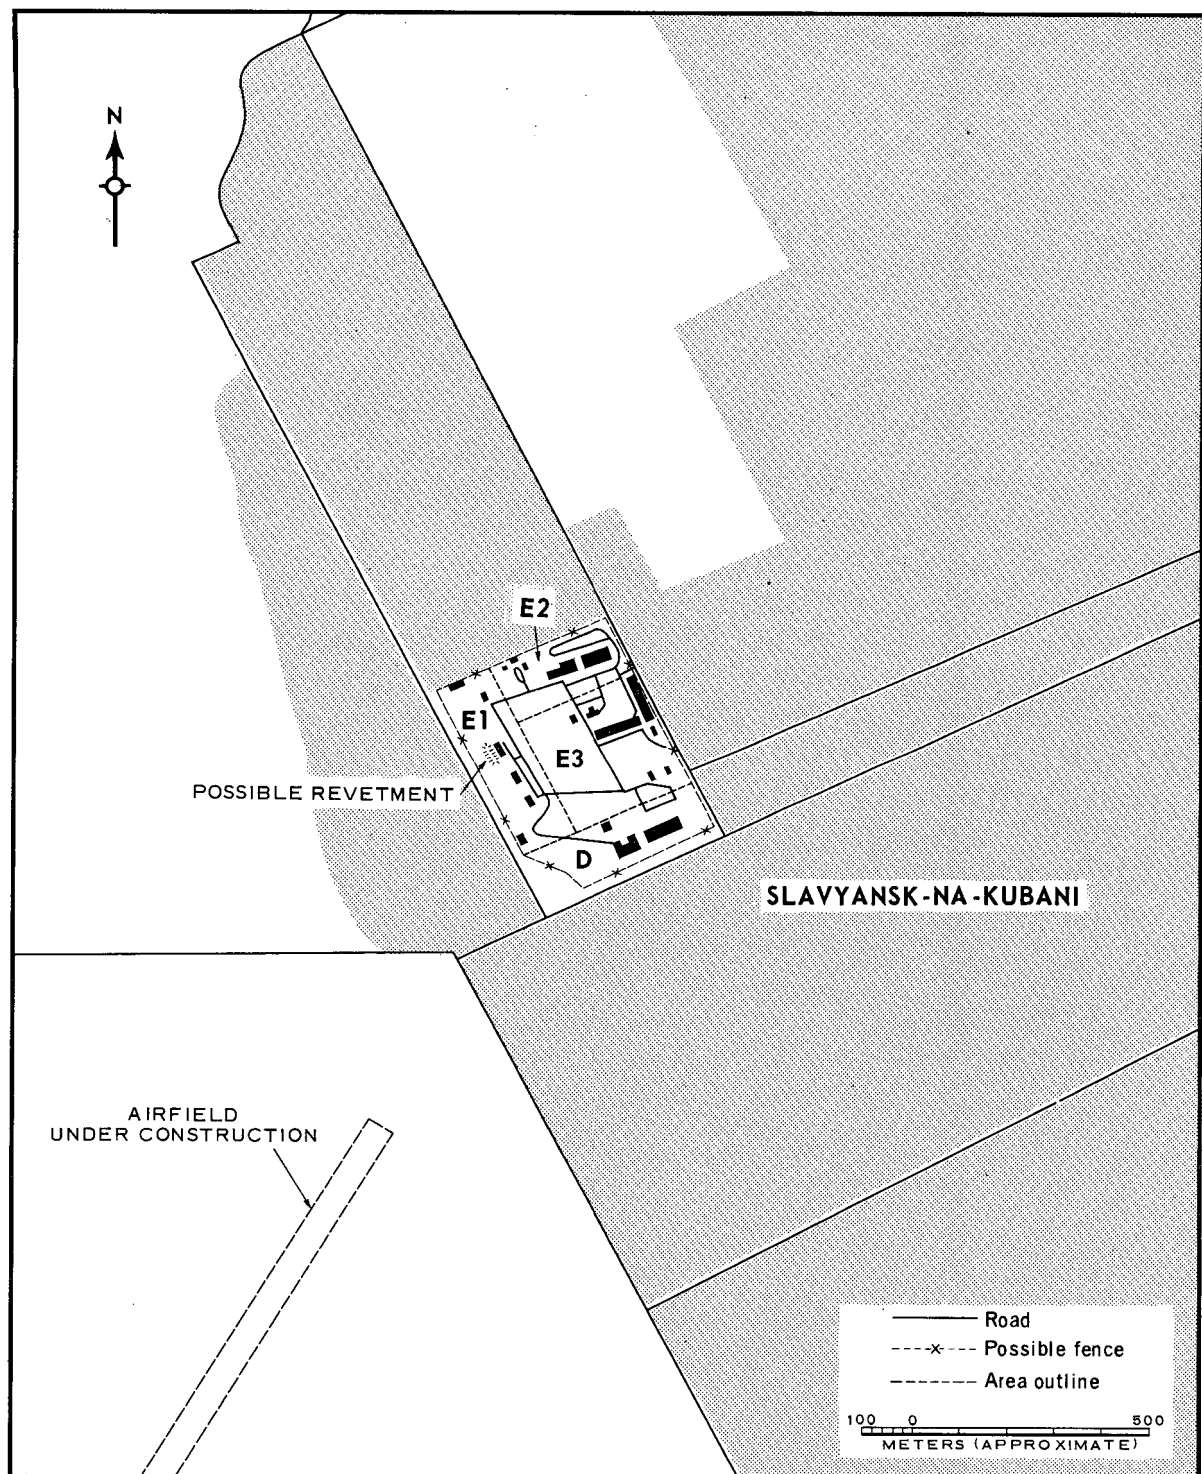 N
E2
E1
E3
POSSIBLE REVETMENT
D
SLAVYANSK-NA-KUBANI
AIRFIELD
UNDER CONSTRUCTION
Road
Possible fence
Area outline
100 0 500
METERS (APPROXIMATE)